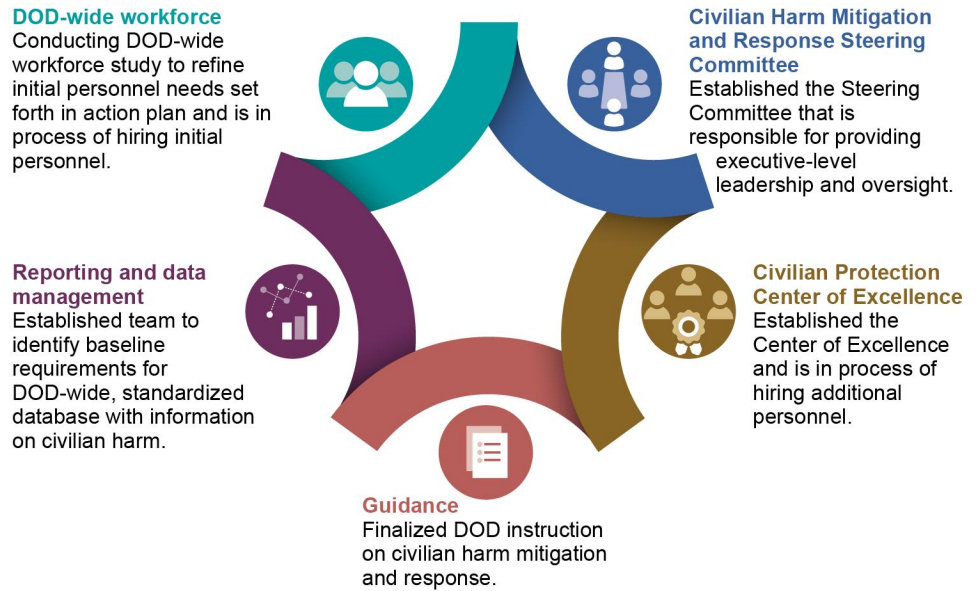 DOD-wide workforce
Conducting DOD-wide
workforce study to refine
initial personnel needs set
forth in action plan and is in
process of hiring initial
personnel.
Civilian Harm Mitigation
and Response Steering
Committee
Established the Steering
Committee that is
responsible for providing
executive-level
leadership and oversight.
Reporting and data
management
Established team to
identify baseline
requirements for
DOD-wide, standardized
database with information
on civilian harm.
Civilian Protection
Center of Excellence
Established the
Center of Excellence
and is in process of
hiring additional
personnel.
Guidance
Finalized DOD instruction
on civilian harm mitigation
and response.